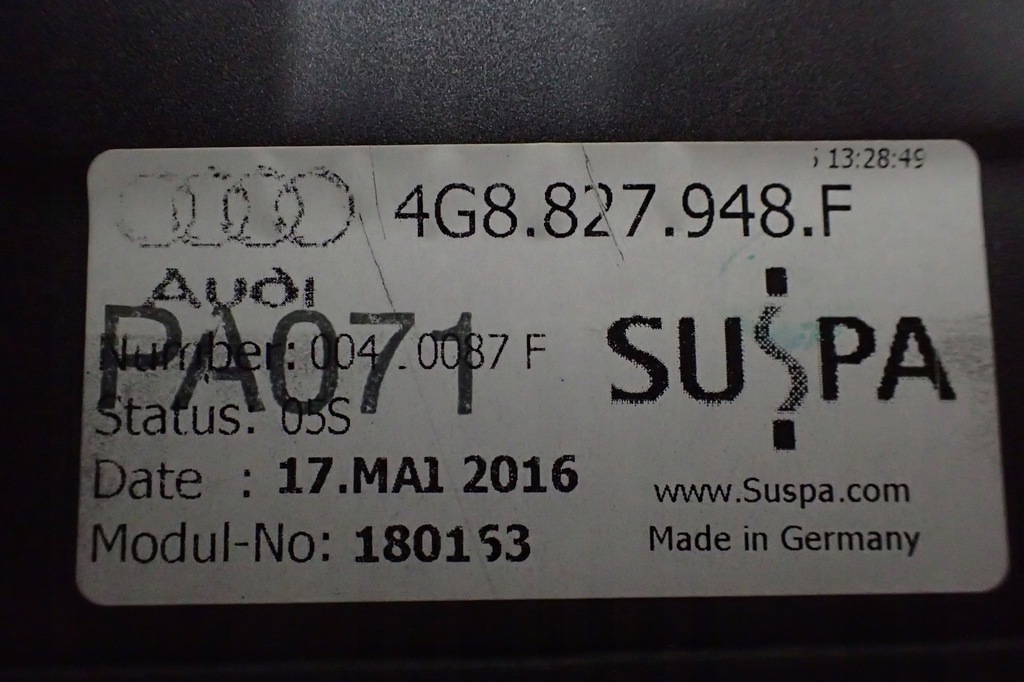 13:28:49
4G8.827.948.F
Audi
PA071
Number: 004 0087 F
SUSPA
Status: 05S
Date : 17.MAI 2016
www.Suspa.com
Modul-No: 180153
Made in Germany